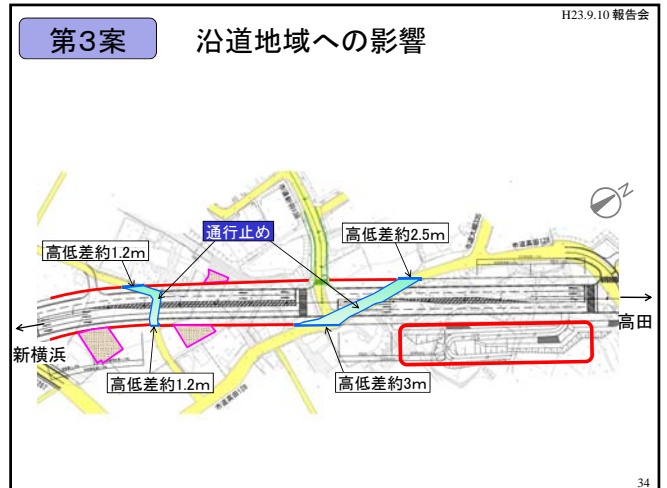 H23.9.10 報告会
第3案
沿道地域への影響
通行止め
高低差約1.2m
高低差約2.5m
高田
新横浜
高低差約1.2m
高低差約3m
N
34